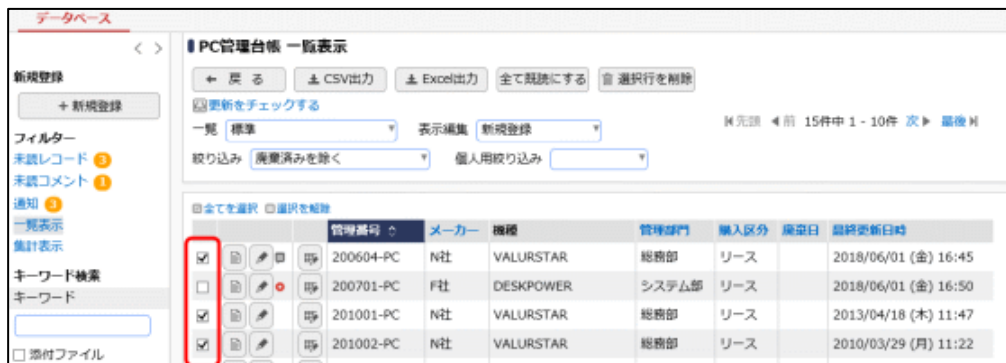 データベース
新規登録
+ 新規登録
フィルター
未読レコード 3
未読コメント 1
通知 3
一覧表示
集計表示
キーワード検索
キーワード
添付ファイル
PC管理台帳 一覧表示
戻 る CSV出力 Excel出力 全て既読にする 選択行を削除
更新をチェックする
一覧 標準 表示編集 新規登録
先頭 前 15件中 1 - 10件 次 最後
絞り込み 廃棄済みを除く 個人用絞り込み
全てを選択 選択を解除
管理番号 メーカー 機種 管理部門 購入区分 廃棄日 最終更新日時
200604-PC N社 VALURSTAR 総務部 リース 2018/06/01 (金) 16:45
200701-PC F社 DESKPOWER システム部 リース 2018/06/01 (金) 16:50
201001-PC N社 VALURSTAR 総務部 リース 2013/04/18 (木) 11:47
201002-PC N社 VALURSTAR 総務部 リース 2010/03/29 (月) 11:22